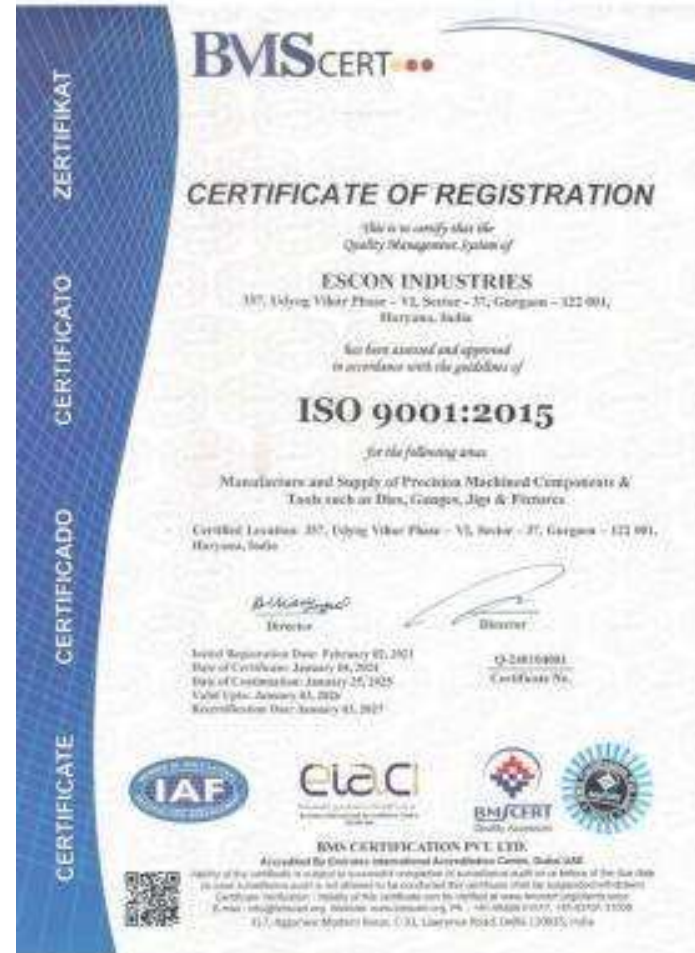 BMSCERT
CERTIFICATE OF REGISTRATION
This is to certify that the
Quality Management System of
ESCON INDUSTRIES
357, Udyog Vihar Phase – VI, Sector – 37, Gurgaon – 122 001,
Haryana, India
has been assessed and approved
in accordance with the guidelines of
ISO 9001:2015
for the following areas
Manufacture and Supply of Precision Machined Components &
Tools such as Dies, Gauges, Jigs & Fixtures
Certified Location: 357, Udyog Vihar Phase – VI, Sector – 37, Gurgaon – 122 001,
Haryana, India
Director
Director
Initial Registration Date: February 02, 2021
Date of Certificate: January 04, 2024
Date of Continuation: January 25, 2025
Valid Upto: January 03, 2026
Recertification Due: January 03, 2027
Certificate No.
IAF
eiaci
BMSCERT
Quality Assurance
BMS CERTIFICATION PVT. LTD.
Accredited By Emirates International Accreditation Centre, Dubai UAE
CERTIFICATE
CERTIFICADO
CERTIFICATO
ZERTIFIKAT